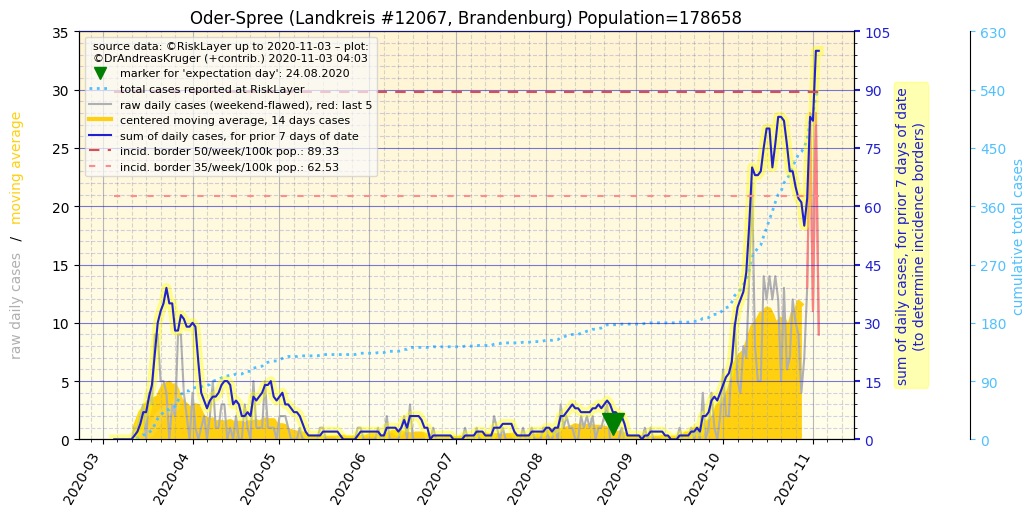 Oder-Spree (Landkreis #12067, Brandenburg) Population=178658
source data: ©RiskLayer up to 2020-11-03 – plot:
©DrAndreasKruger (+contrib.) 2020-11-03 04:03
marker for 'expectation day': 24.08.2020
total cases reported at RiskLayer
raw daily cases (weekend-flawed), red: last 5
centered moving average, 14 days cases
sum of daily cases, for prior 7 days of date
incid. border 50/week/100k pop.: 89.33
incid. border 35/week/100k pop.: 62.53
raw daily cases / moving average
35
30
25
20
15
10
5
0
105
90
75
60
45
30
15
0
sum of daily cases, for prior 7 days of date
(to determine incidence borders)
630
540
450
360
270
180
90
0
cumulative total cases
2020-03
2020-04
2020-05
2020-06
2020-07
2020-08
2020-09
2020-10
2020-11